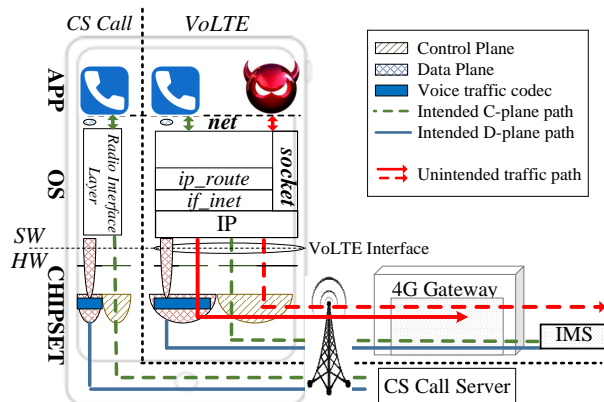 CS Call
VoLTE
APP
OS
CHIPSET
net
Radio Interface
Layer
socket
ip_route
if_inet
IP
SW
HW
VoLTE Interface
Control Plane
Data Plane
Voice traffic codec
Intended C-plane path
Intended D-plane path
Unintended traffic path
4G Gateway
IMS
CS Call Server